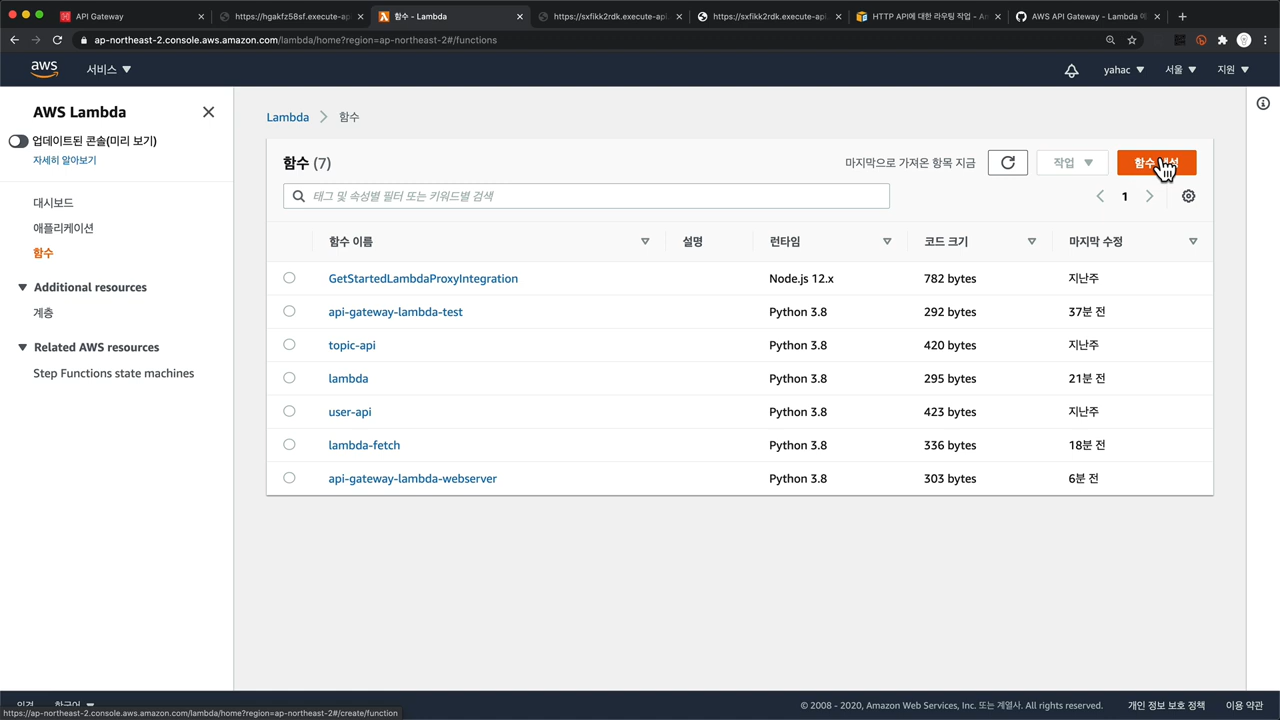 API Gateway
https://hgakfz58sf.execute-ap
함수 - Lambda
https://sxfikk2rdk.execute-api.
https://sxfikk2rdk.execute-api.
HTTP API에 대한 라우팅 작업 - An
AWS API Gateway - Lambda 이
ap-northeast-2.console.aws.amazon.com/lambda/home?region=ap-northeast-2#/functions
aws
서비스
yahac
서울
지원
AWS Lambda
업데이트된 콘솔(미리 보기)
자세히 알아보기
대시보드
애플리케이션
함수
Additional resources
계층
Related AWS resources
Step Functions state machines
Lambda > 함수
함수 (7)
마지막으로 가져온 항목 지금
작업
태그 및 속성별 필터 또는 키워드별 검색
1
함수 이름 설명 런타임 코드 크기 마지막 수정
GetStartedLambdaProxyIntegration Node.js 12.x 782 bytes 지난주
api-gateway-lambda-test Python 3.8 292 bytes 37분 전
topic-api Python 3.8 420 bytes 지난주
lambda Python 3.8 295 bytes 21분 전
user-api Python 3.8 423 bytes 지난주
lambda-fetch Python 3.8 336 bytes 18분 전
api-gateway-lambda-webserver Python 3.8 303 bytes 6분 전
© 2008 - 2020, Amazon Web Services, Inc. 또는 계열사. All rights reserved.
개인 정보 보호 정책
이용 약관
https://ap-northeast-2.console.aws.amazon.com/lambda/home?region=ap-northeast-2#/create/function